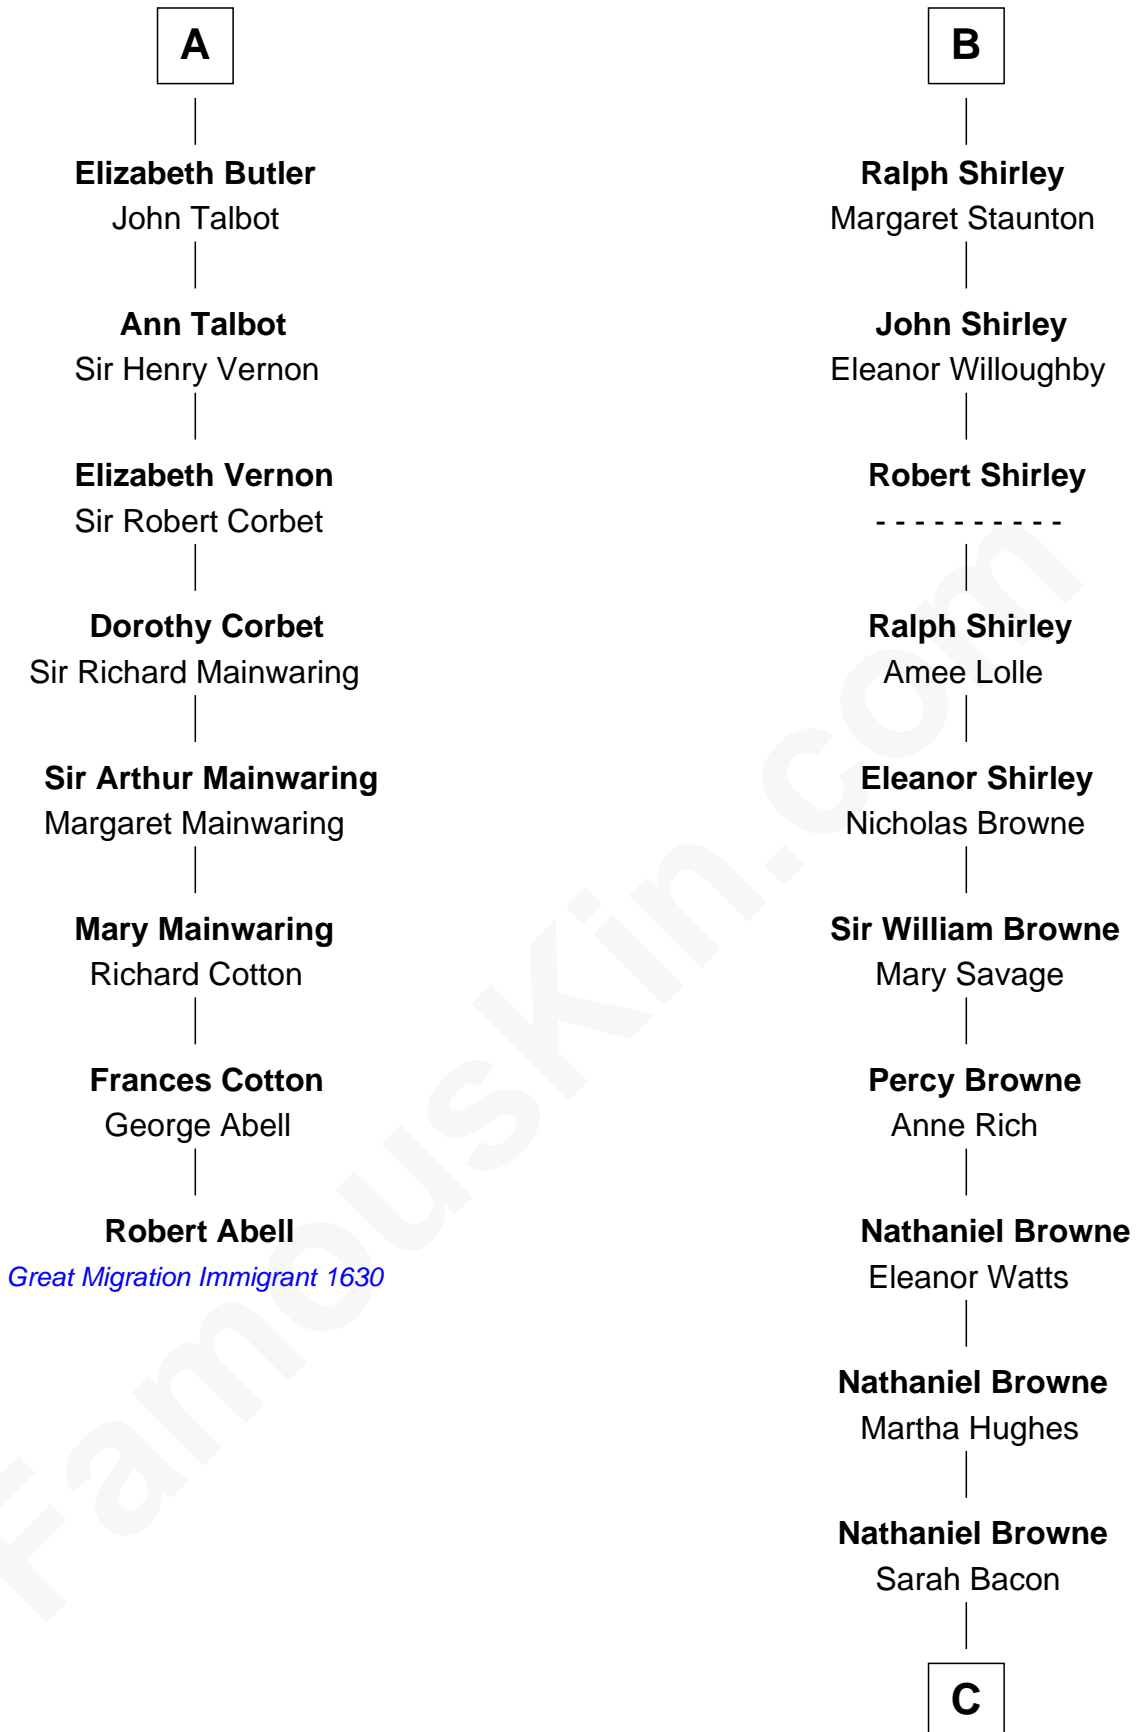 A
Elizabeth Butler
John Talbot
Ann Talbot
Sir Henry Vernon
Elizabeth Vernon
Sir Robert Corbet
Dorothy Corbet
Sir Richard Mainwaring
Sir Arthur Mainwaring
Margaret Mainwaring
Mary Mainwaring
Richard Cotton
Frances Cotton
George Abell
Robert Abell
Great Migration Immigrant 1630
B
Ralph Shirley
Margaret Staunton
John Shirley
Eleanor Willoughby
Robert Shirley
- - - - - - - - - -
Ralph Shirley
Amee Lolle
Eleanor Shirley
Nicholas Browne
Sir William Browne
Mary Savage
Percy Browne
Anne Rich
Nathaniel Browne
Eleanor Watts
Nathaniel Browne
Martha Hughes
Nathaniel Browne
Sarah Bacon
C
FamousKin.com